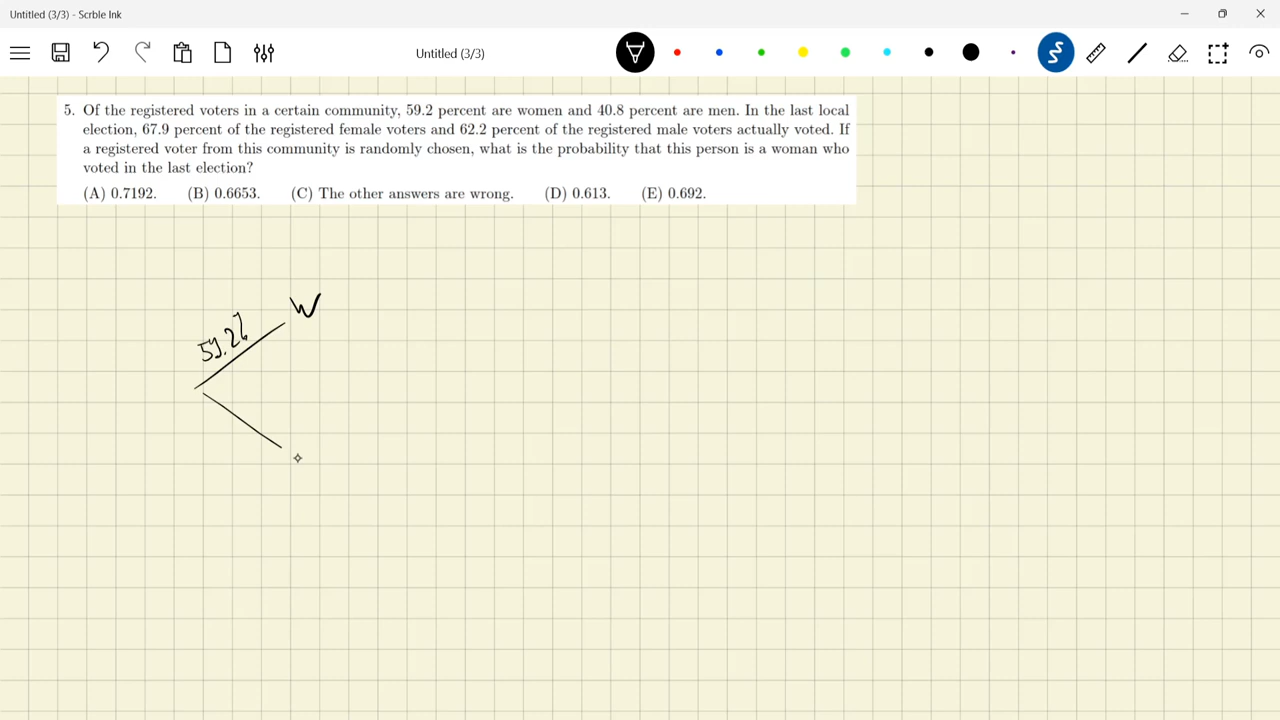 Untitled (3/3) - Scrble Ink
Untitled (3/3)
5. Of the registered voters in a certain community, 59.2 percent are women and 40.8 percent are men. In the last local
election, 67.9 percent of the registered female voters and 62.2 percent of the registered male voters actually voted. If
a registered voter from this community is randomly chosen, what is the probability that this person is a woman who
voted in the last election?
(A) 0.7192. (B) 0.6653. (C) The other answers are wrong. (D) 0.613. (E) 0.692.
W
59.2%